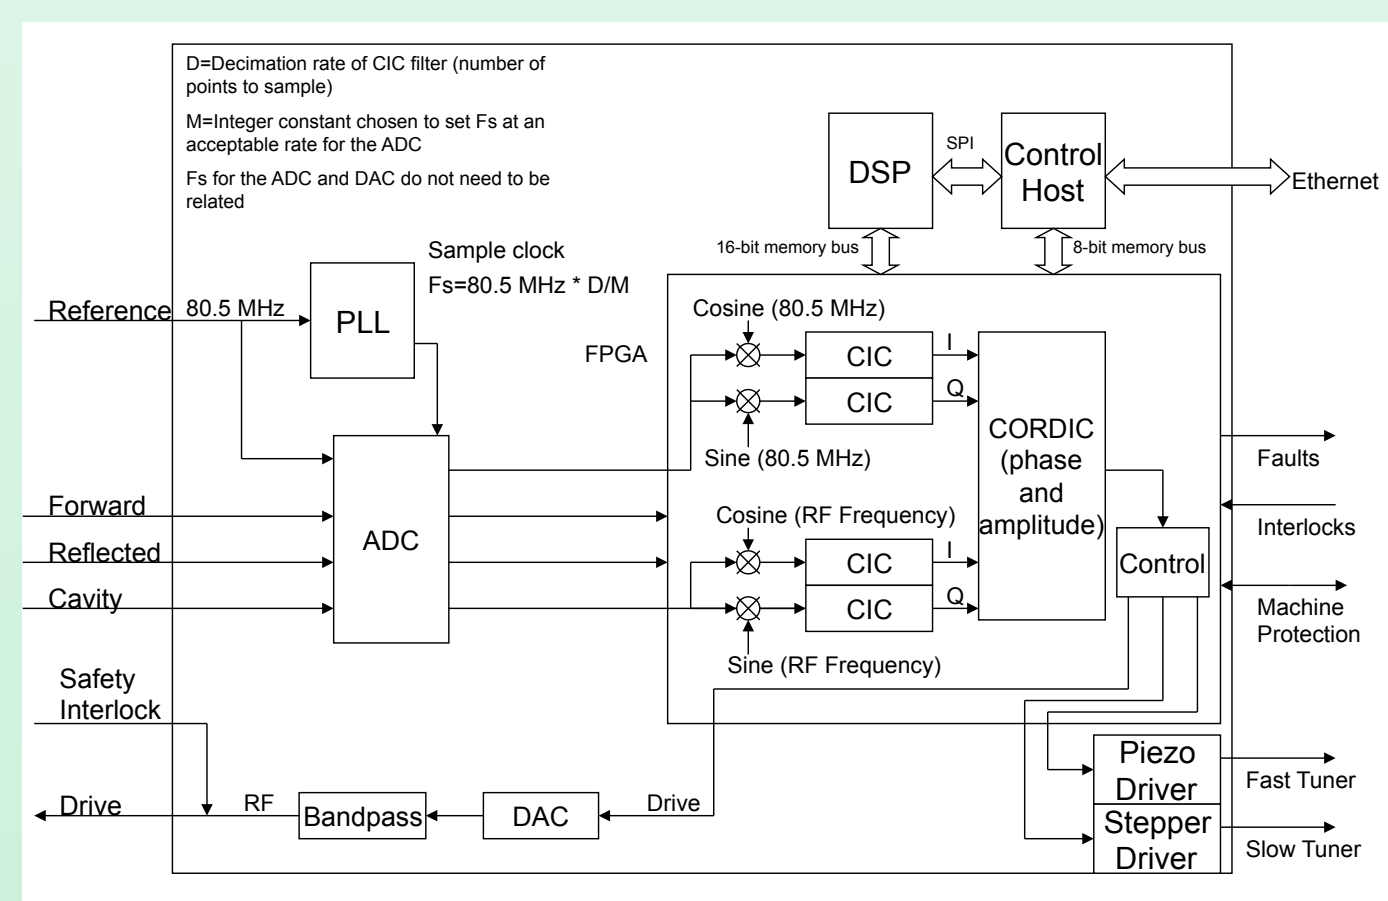 D=Decimation rate of CIC filter (number of
points to sample)
M=Integer constant chosen to set Fs at an
acceptable rate for the ADC
Fs for the ADC and DAC do not need to be
related
DSP
SPI
Control
Host
Ethernet
16-bit memory bus
8-bit memory bus
Sample clock
Fs=80.5 MHz * D/M
Reference
80.5 MHz
PLL
FPGA
Cosine (80.5 MHz)
CIC
I
CIC
Q
Sine (80.5 MHz)
CORDIC
(phase
and
amplitude)
Faults
Forward
Reflected
Cavity
ADC
Cosine (RF Frequency)
CIC
I
CIC
Q
Sine (RF Frequency)
Control
Interlocks
Machine
Protection
Safety
Interlock
Drive
RF
Bandpass
DAC
Drive
Piezo
Driver
Fast Tuner
Stepper
Driver
Slow Tuner